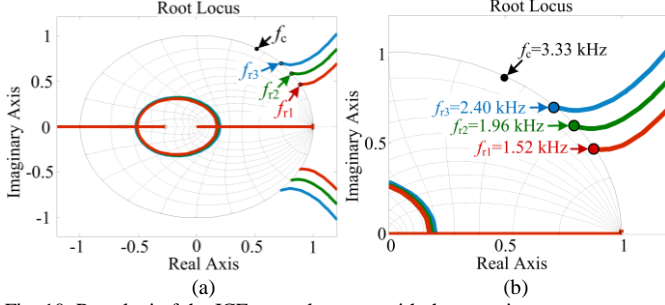 Root Locus
Imaginary Axis
1
0.5
0
-0.5
-1
fc
fr3
fr2
fr1
-1 -0.5 0 0.5 1
Real Axis
(a)
Root Locus
Imaginary Axis
1
0.5
0
fc=3.33 kHz
fr3=2.40 kHz
fr2=1.96 kHz
fr1=1.52 kHz
0 0.5 1
Real Axis
(b)